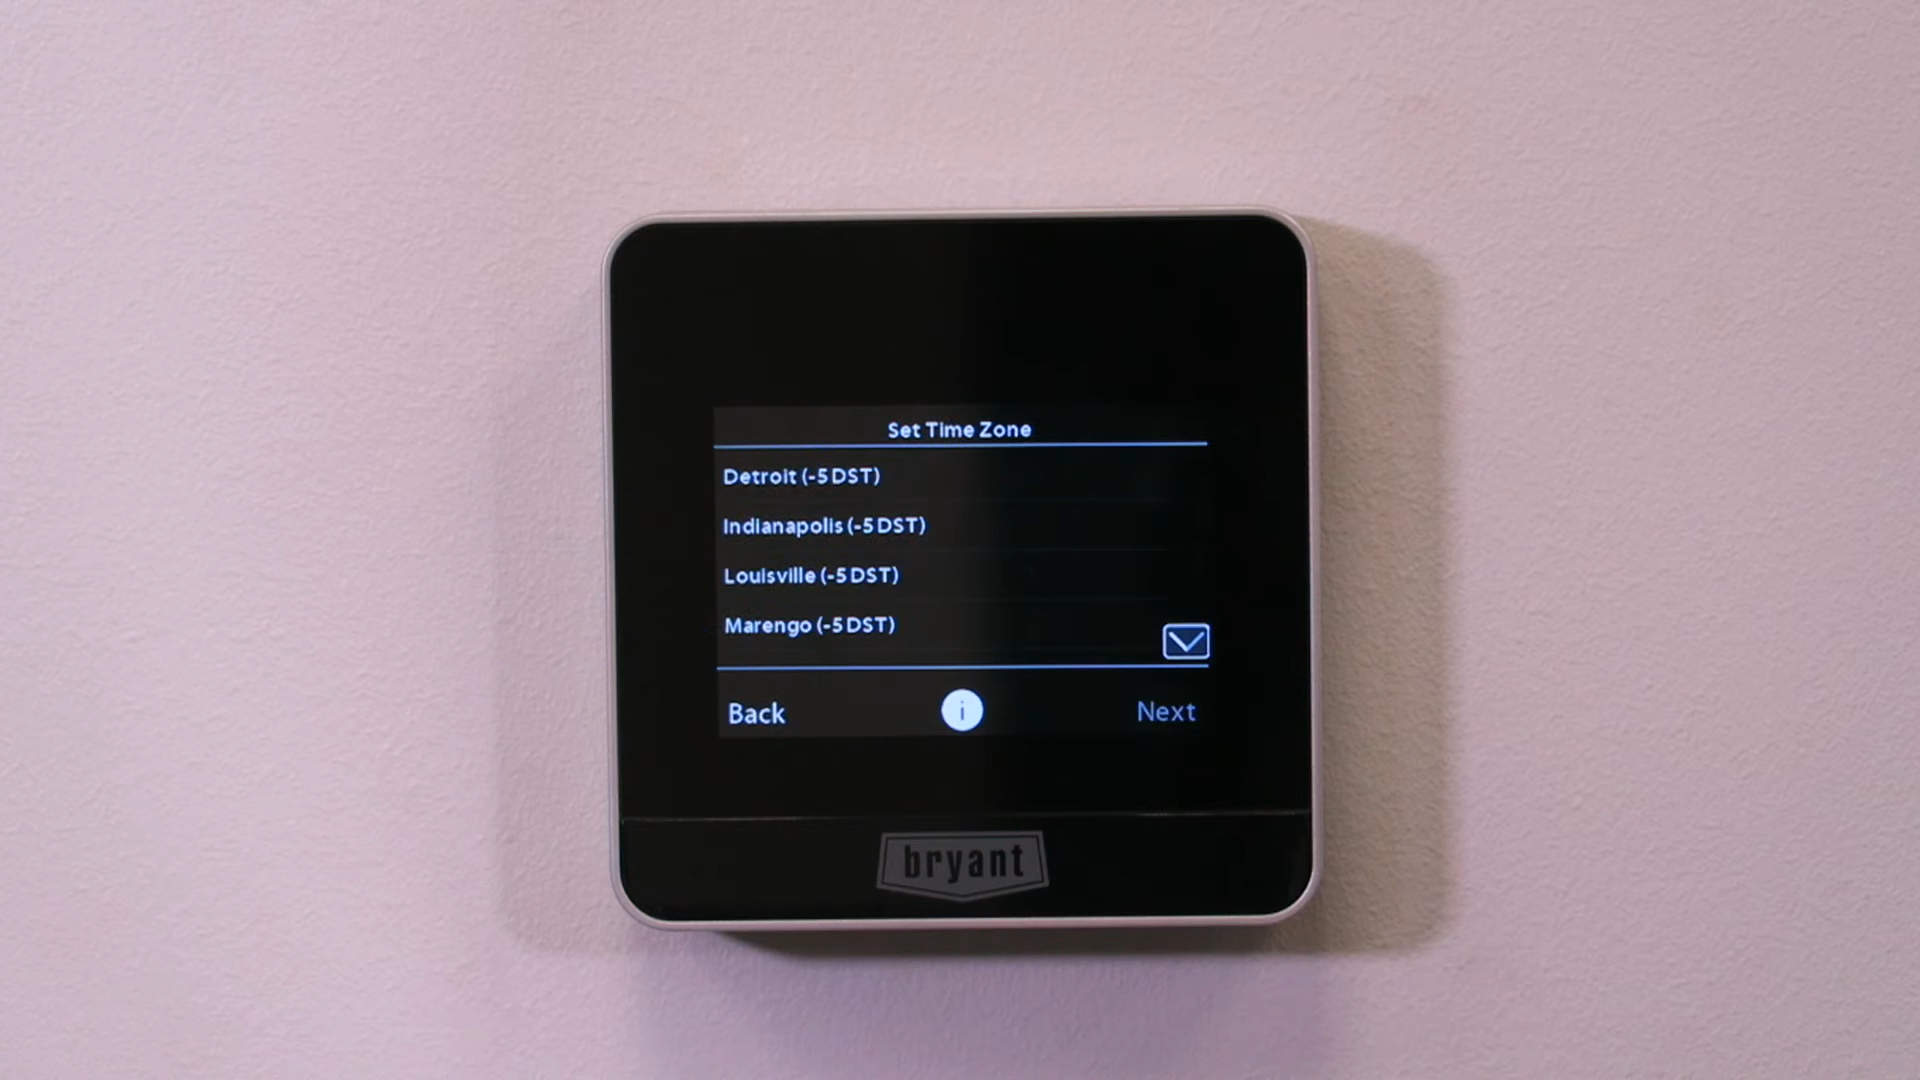 Set Time Zone
Detroit (-5 DST)
Indianapolis (-5 DST)
Louisville (-5 DST)
Marengo (-5 DST)
Back
i
Next
bryant